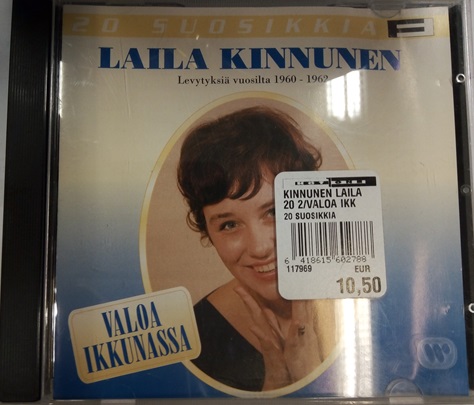 20 SUOSIKKIA
LAILA KINNUNEN
Levytyksiä vuosilta 1960 - 1962
KINNUNEN LAILA
20 2/VALOA IKK
20 SUOSIKKIA
6 418615 602788
117969 EUR
10,50
VALOA
IKKUNASSA